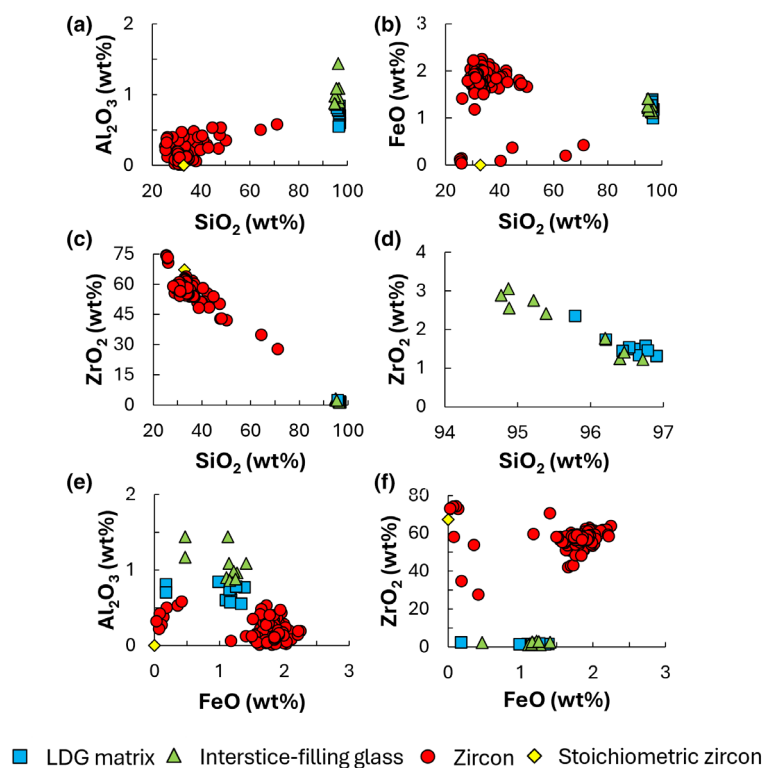 (a)
Al₂O₃ (wt%)
2
1
0
20 40 60 80 100
SiO₂ (wt%)
(b)
FeO (wt%)
3
2
1
0
0 20 40 60 80 100
SiO₂ (wt%)
(c)
ZrO₂ (wt%)
75
60
45
30
15
0
20 40 60 80 100
SiO₂ (wt%)
(d)
ZrO₂ (wt%)
4
3
2
1
0
94 95 96 97
SiO₂ (wt%)
(e)
Al₂O₃ (wt%)
2
1
0
0 1 2 3
FeO (wt%)
(f)
ZrO₂ (wt%)
80
60
40
20
0
0 1 2 3
FeO (wt%)
LDG matrix Interstice-filling glass Zircon Stoichiometric zircon